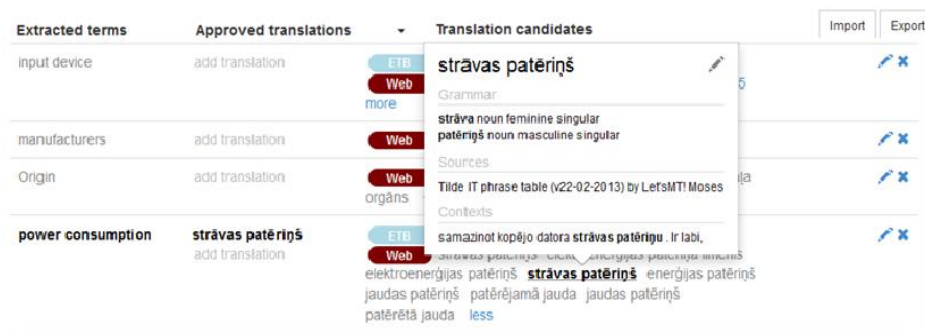 Import Export
Extracted terms Approved translations Translation candidates
input device add translation ETB
Web
more
strāvas patēriņš
Grammar
strāva noun feminine singular
patēriņš noun masculine singular
Sources
Tilde IT phrase table (v22-02-2013) by Let'sMT! Moses
Contexts
samazinot kopējo datora strāvas patēriņu . Ir labi,
manufacturers add translation Web
Origin add translation Web
orgāns
power consumption strāvas patēriņš ETB
add translation Web strāvas patēriņš
elektroenerģijas patēriņš strāvas patēriņš enerģijas patēriņš
jaudas patēriņš patērējamā jauda jaudas patēriņš
patērētā jauda less